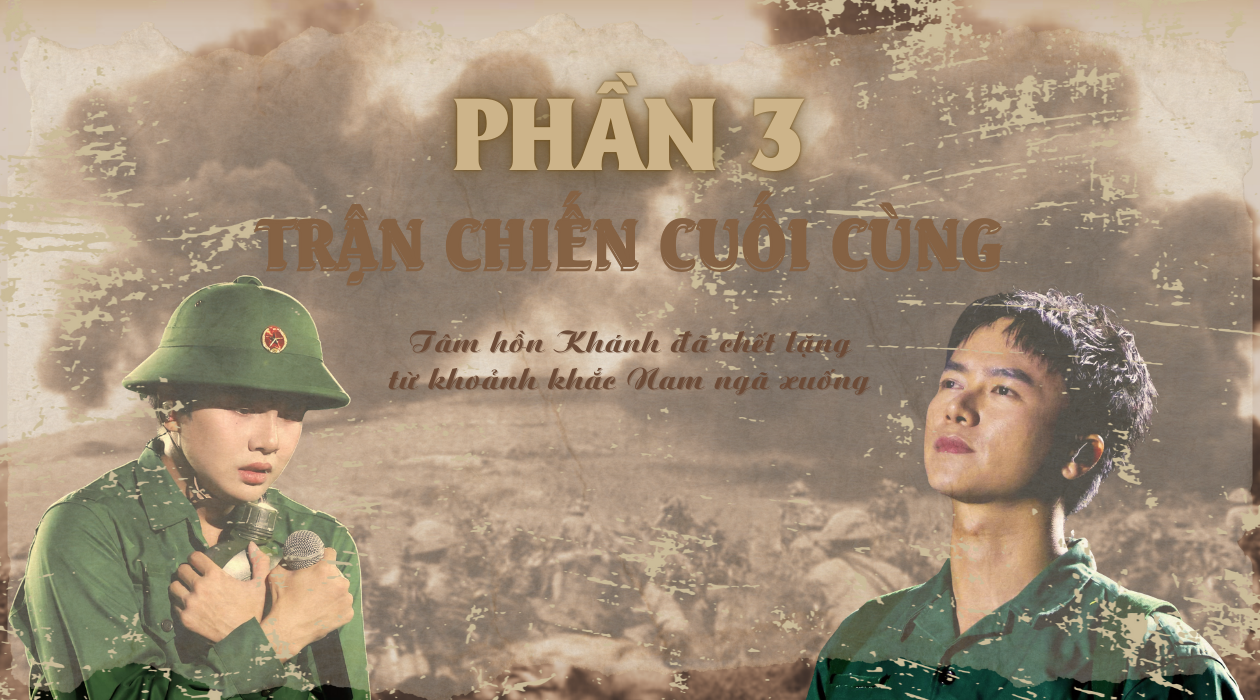 PHẦN 3
TRẬN CHIẾN CUỐI CÙNG
Tâm hồn Khánh đã chết lặng
từ khoảnh khắc Nam ngã xuống